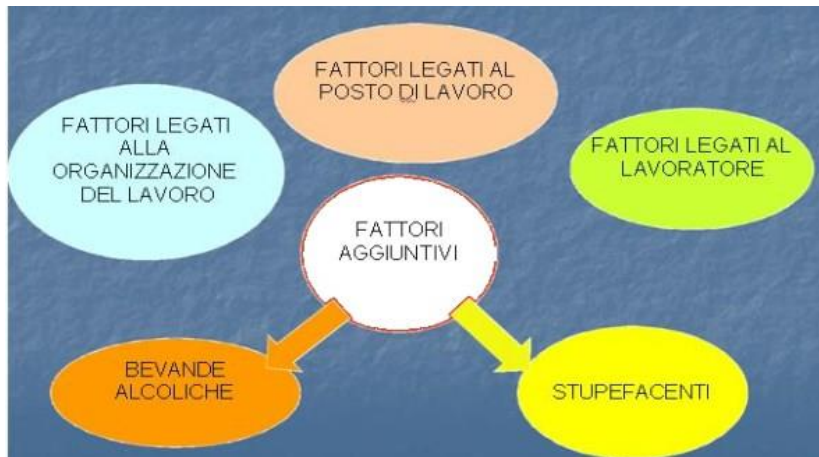 FATTORI LEGATI AL
POSTO DI LAVORO
FATTORI LEGATI
ALLA
ORGANIZZAZIONE
DEL LAVORO
FATTORI LEGATI AL
LAVORATORE
FATTORI
AGGIUNTIVI
BEVANDE
ALCOLICHE
STUPEFACENTI